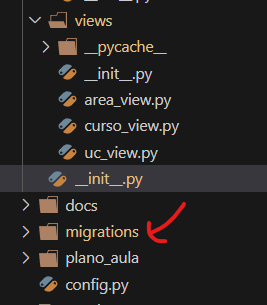 views
__pycache__
__init__.py
area_view.py
curso_view.py
uc_view.py
__init__.py
docs
migrations
plano_aula
config.py